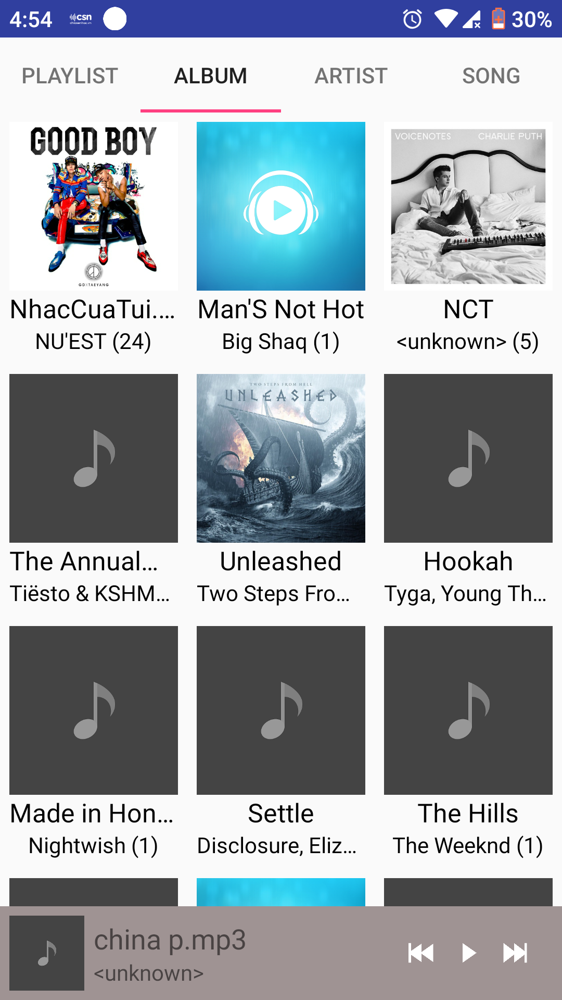 4:54 csn chiasenhac.vn 30%
PLAYLIST ALBUM ARTIST SONG
GOOD BOY
GDXTAEYANG
VOICENOTES CHARLIE PUTH
NhacCuaTui.... Man'S Not Hot NCT
NU'EST (24) Big Shaq (1) <unknown> (5)
TWO STEPS FROM HELL
UNLEASHED
The Annual... Unleashed Hookah
Tiësto & KSHM... Two Steps Fro... Tyga, Young Th...
Made in Hon... Settle The Hills
Nightwish (1) Disclosure, Eliz... The Weeknd (1)
china p.mp3
<unknown>